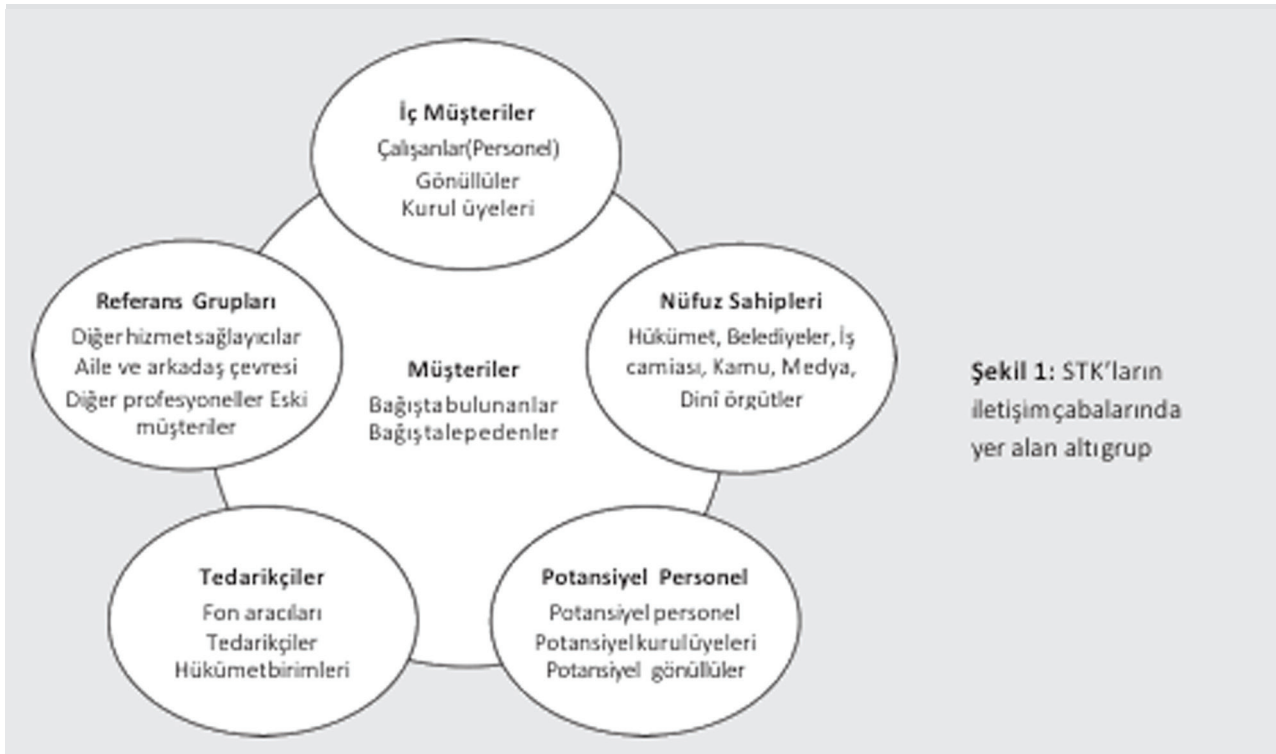 İç Müşteriler
Çalışanlar(Personel)
Gönüllüler
Kurul üyeleri
Referans Grupları
Diğer hizmet sağlayıcılar
Aile ve arkadaş çevresi
Diğer profesyoneller Eski
müşteriler
Müşteriler
Bağışta bulunanlar
Bağış talep edenler
Nüfuz Sahipleri
Hükümet, Belediyeler, İş
camiası, Kamu, Medya,
Dinî örgütler
Tedarikçiler
Fon aracıları
Tedarikçiler
Hükümet birimleri
Potansiyel Personel
Potansiyel personel
Potansiyel kurul üyeleri
Potansiyel gönüllüler
Şekil 1: STK'ların
iletişim çabalarında
yer alan altı grup